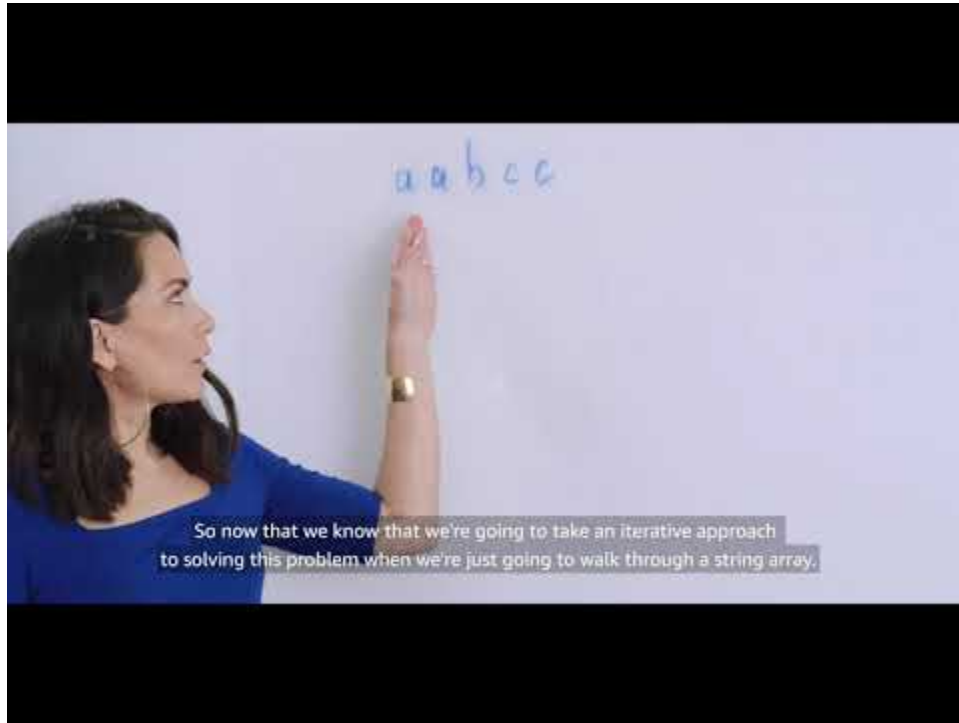 a a b c c
So now that we know that we're going to take an iterative approach
to solving this problem when we're just going to walk through a string array.